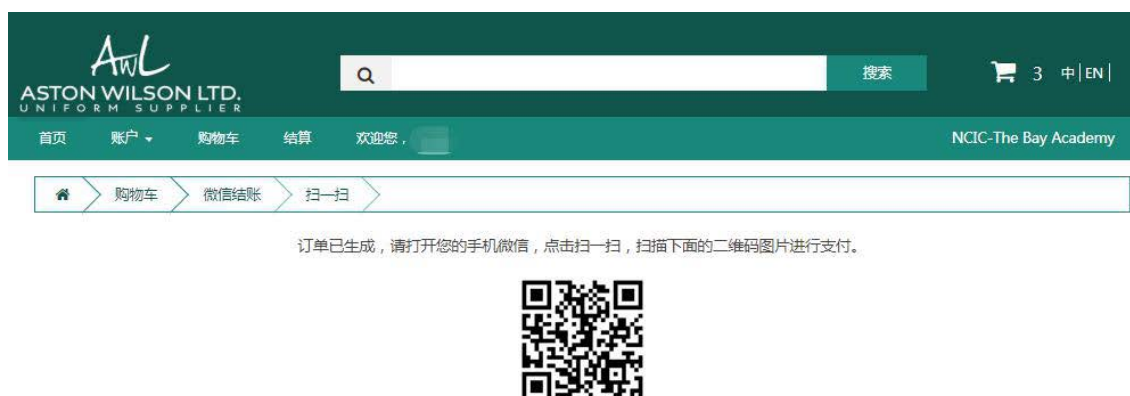 AWL
ASTON WILSON LTD.
UNIFORM SUPPLIER
搜索
3 中|EN|
首页 账户 购物车 结算 欢迎您，
NCIC-The Bay Academy
购物车 微信结账 扫一扫
订单已生成，请打开您的手机微信，点击扫一扫，扫描下面的二维码图片进行支付。